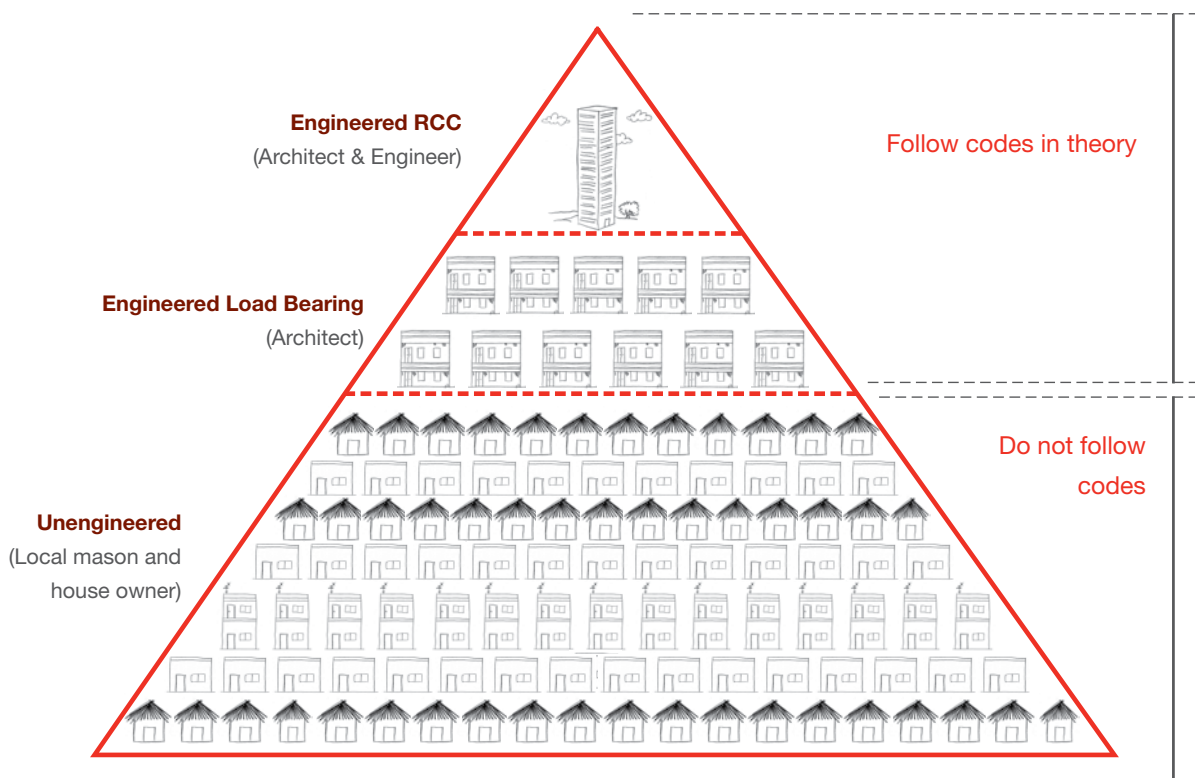 Engineered RCC
(Architect & Engineer)
Follow codes in theory
Engineered Load Bearing
(Architect)
Do not follow
codes
Unengineered
(Local mason and
house owner)